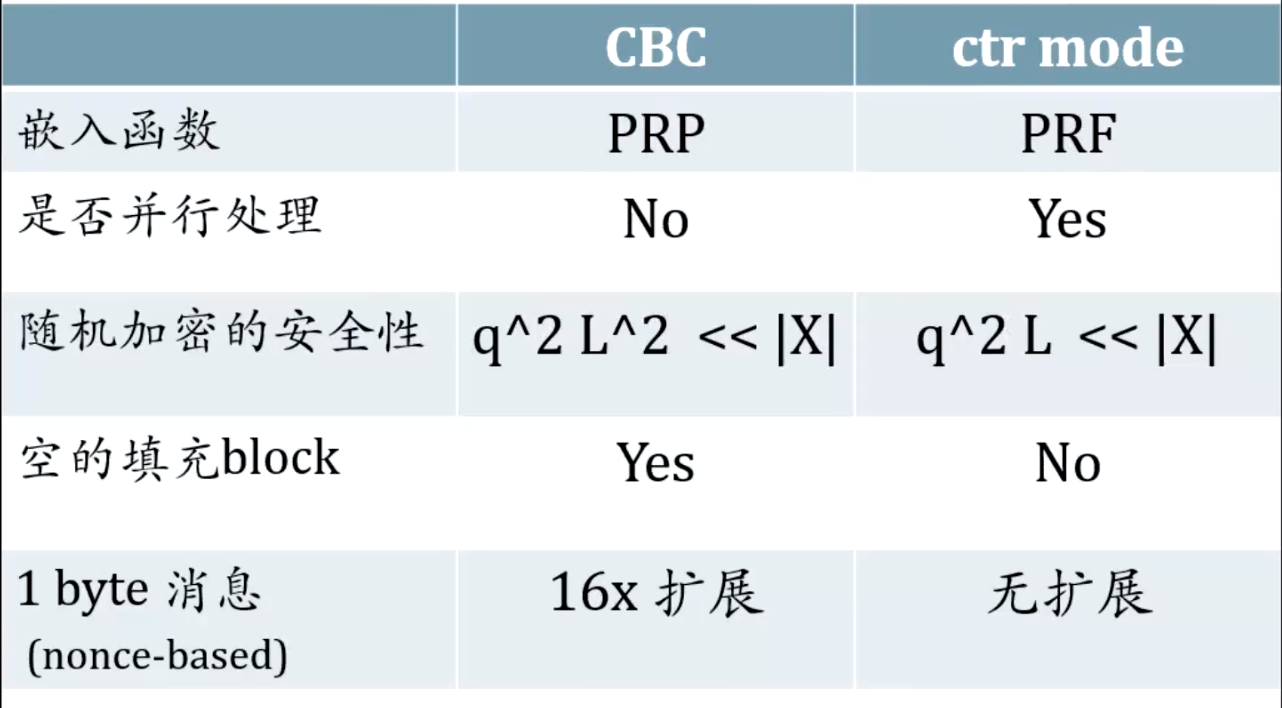 CBC ctr mode
嵌入函数 PRP PRF
是否并行处理 No Yes
随机加密的安全性 q^2 L^2 << |X| q^2 L << |X|
空的填充block Yes No
1 byte 消息 16x 扩展 无扩展
(nonce-based)